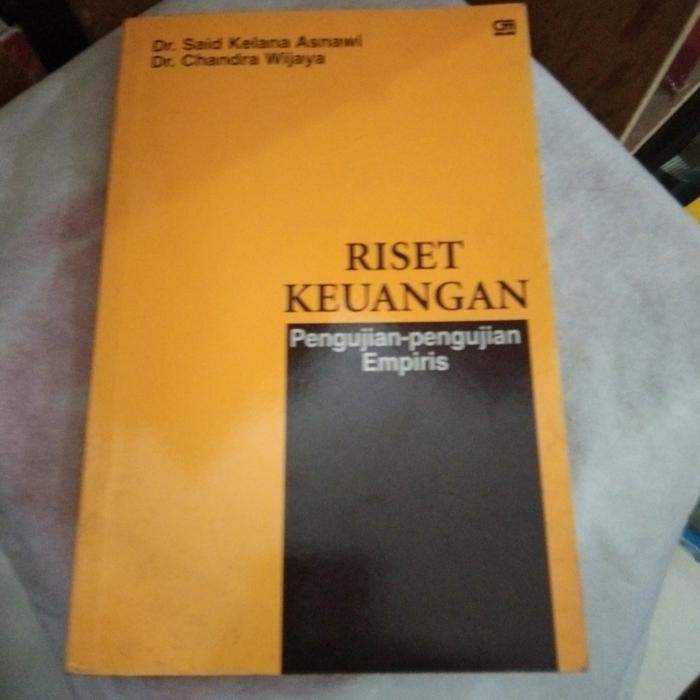 Dr. Said Kelana Asnawi
Dr. Chandra Wijaya
RISET
KEUANGAN
Pengujian-pengujian
Empiris